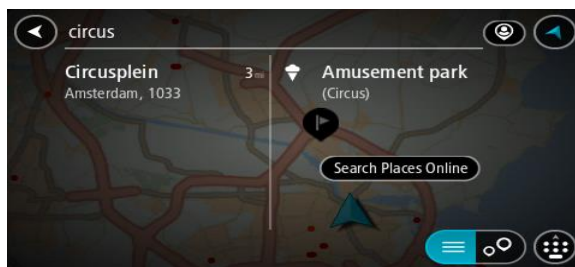 circus
Circusplein
3 mi
Amsterdam, 1033
Amusement park
(Circus)
Search Places Online